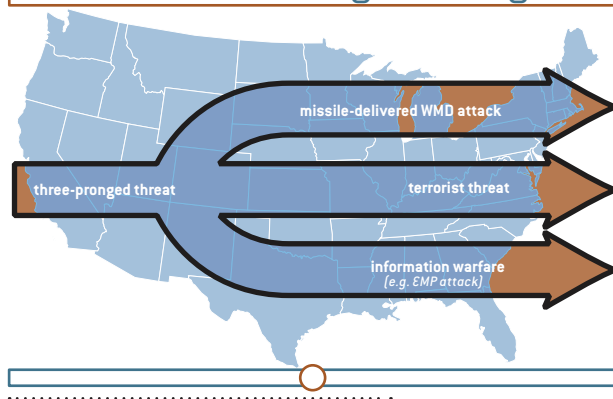 missile-delivered WMD attack
three-pronged threat
terrorist threat
information warfare
(e.g. EMP attack)